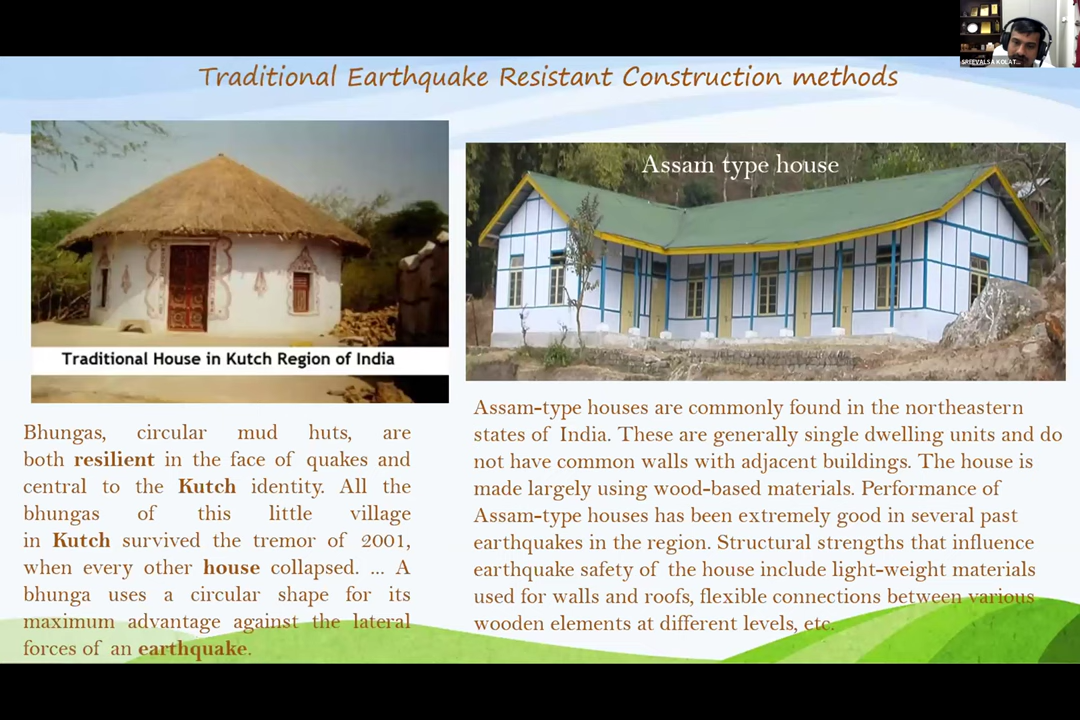 SREEVALSA KOLAT...
Traditional Earthquake Resistant Construction methods
Assam type house
Traditional House in Kutch Region of India
Bhungas, circular mud huts, are
both resilient in the face of quakes and
central to the Kutch identity. All the
bhungas of this little village
in Kutch survived the tremor of 2001,
when every other house collapsed. ... A
bhunga uses a circular shape for its
maximum advantage against the lateral
forces of an earthquake.
Assam-type houses are commonly found in the northeastern
states of India. These are generally single dwelling units and do
not have common walls with adjacent buildings. The house is
made largely using wood-based materials. Performance of
Assam-type houses has been extremely good in several past
earthquakes in the region. Structural strengths that influence
earthquake safety of the house include light-weight materials
used for walls and roofs, flexible connections between various
wooden elements at different levels, etc.